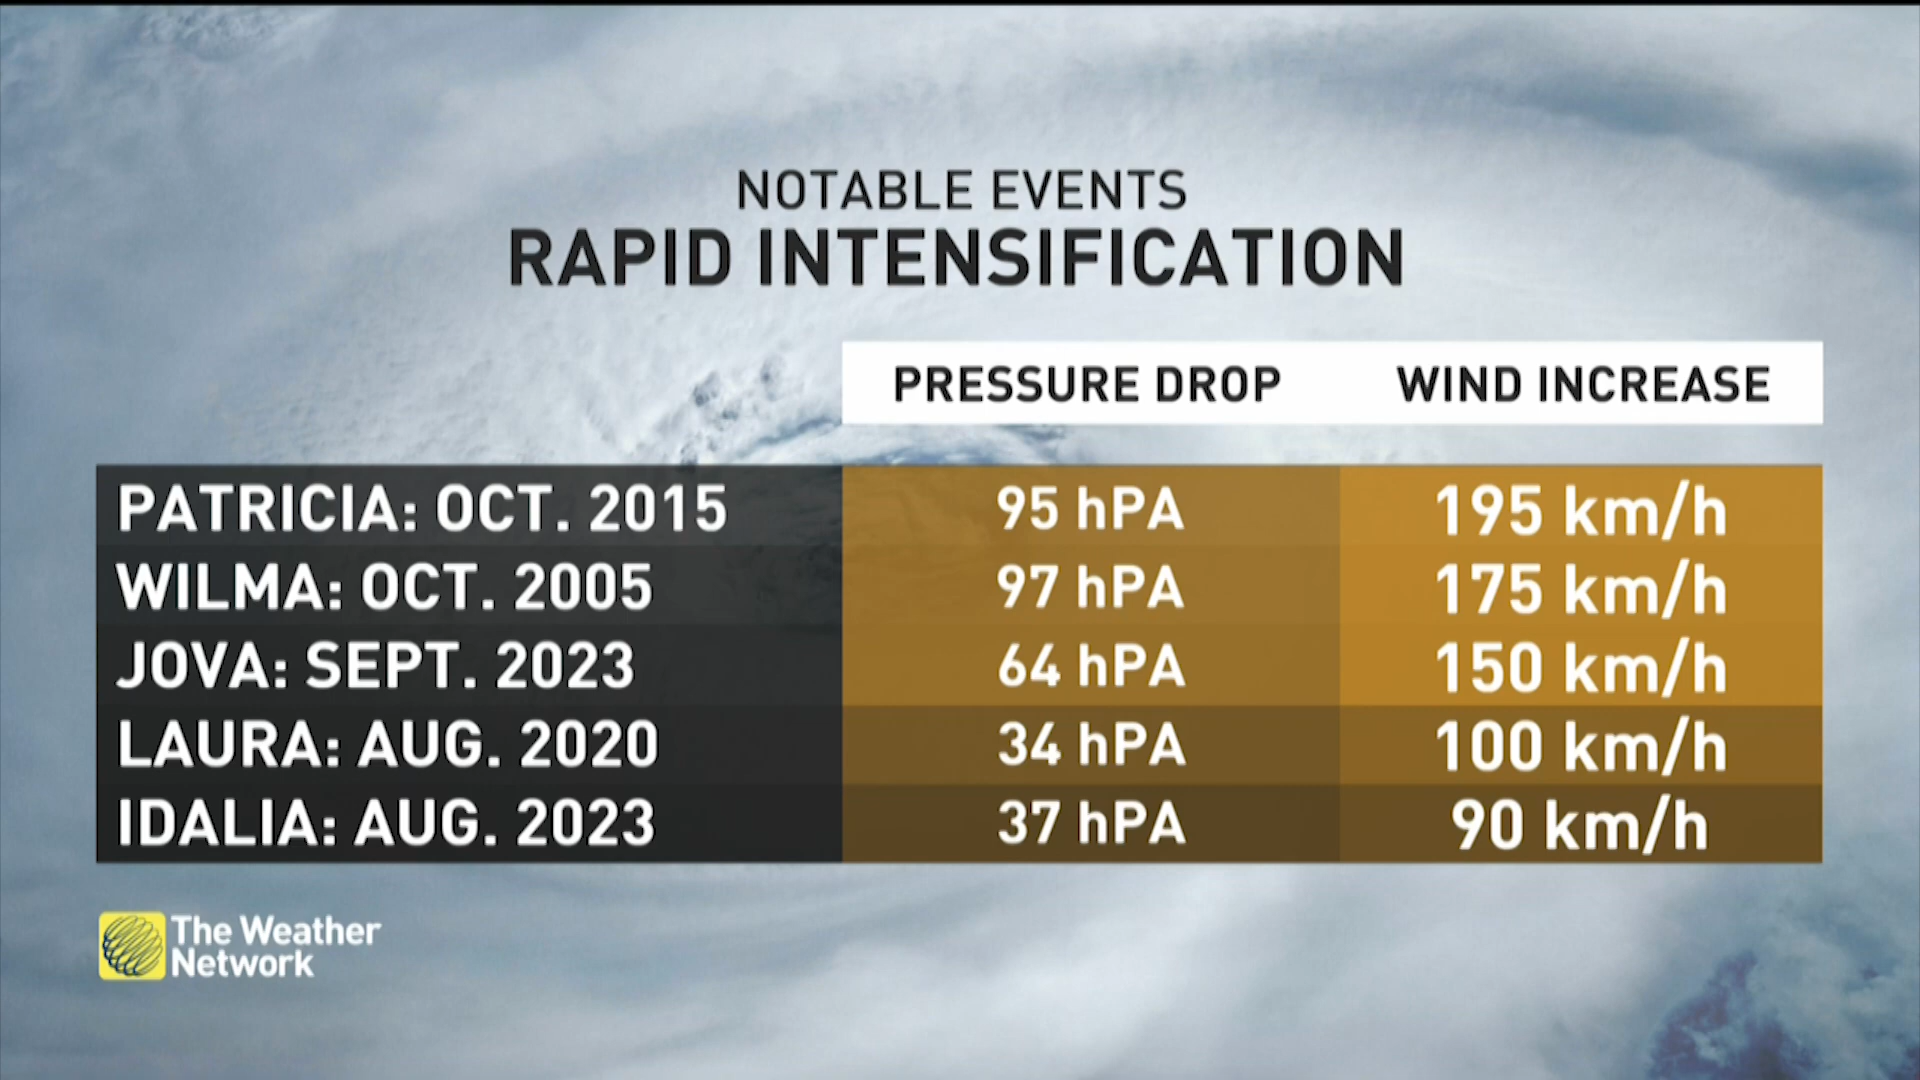 NOTABLE EVENTS
RAPID INTENSIFICATION
PRESSURE DROP WIND INCREASE
PATRICIA: OCT. 2015 95 hPA 195 km/h
WILMA: OCT. 2005 97 hPA 175 km/h
JOVA: SEPT. 2023 64 hPA 150 km/h
LAURA: AUG. 2020 34 hPA 100 km/h
IDALIA: AUG. 2023 37 hPA 90 km/h
The Weather
Network